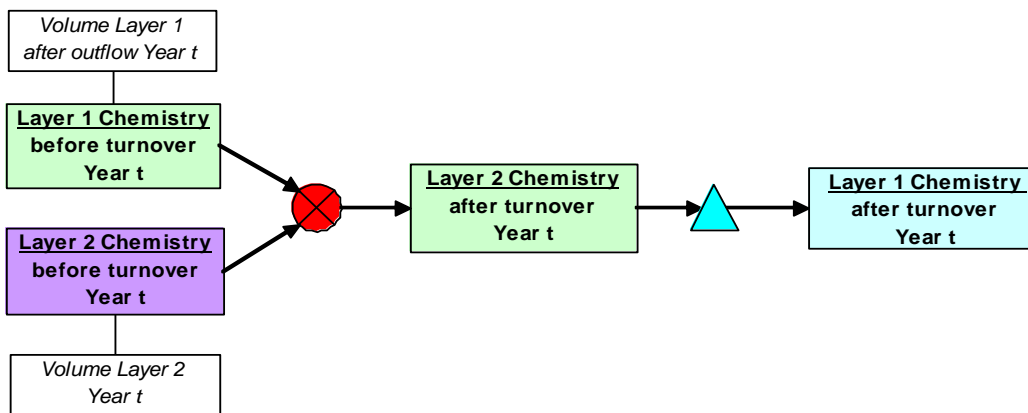 Volume Layer 1
after outflow Year t
Layer 1 Chemistry
before turnover
Year t
Layer 2 Chemistry
before turnover
Year t
Volume Layer 2
Year t
Layer 2 Chemistry
after turnover
Year t
Layer 1 Chemistry
after turnover
Year t